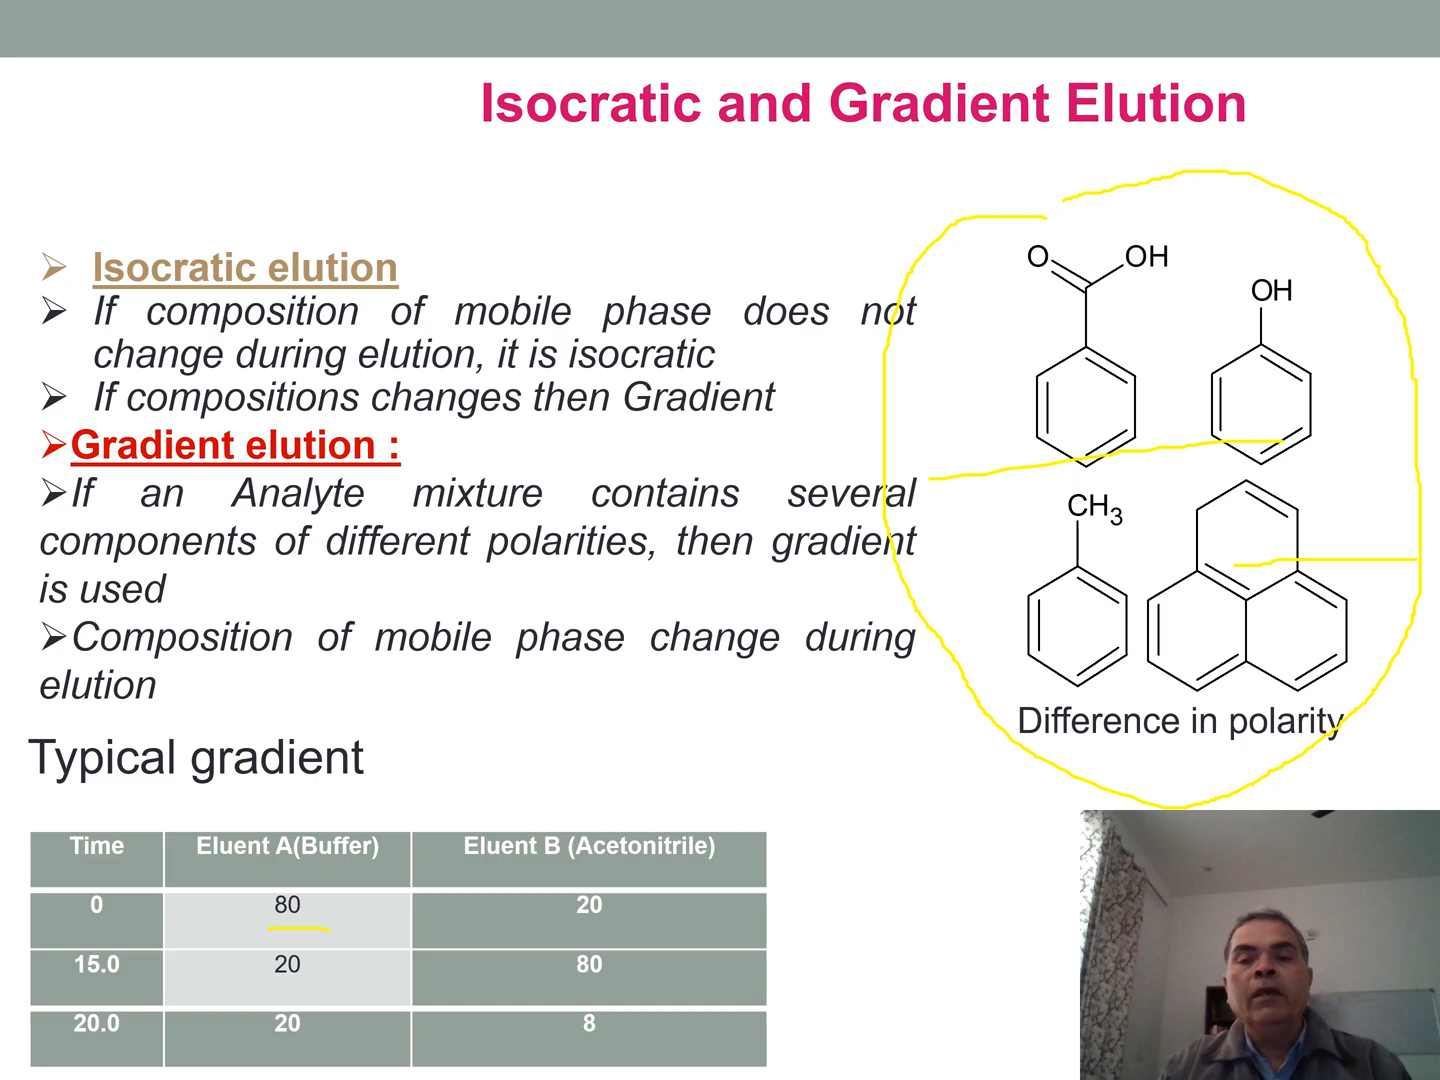 Isocratic and Gradient Elution
Isocratic elution
If composition of mobile phase does not
change during elution, it is isocratic
If compositions changes then Gradient
Gradient elution :
If an Analyte mixture contains several
components of different polarities, then gradient
is used
Composition of mobile phase change during
elution
O OH
OH
CH3
Difference in polarity
Typical gradient
Time Eluent A(Buffer) Eluent B (Acetonitrile)
0 80 20
15.0 20 80
20.0 20 8